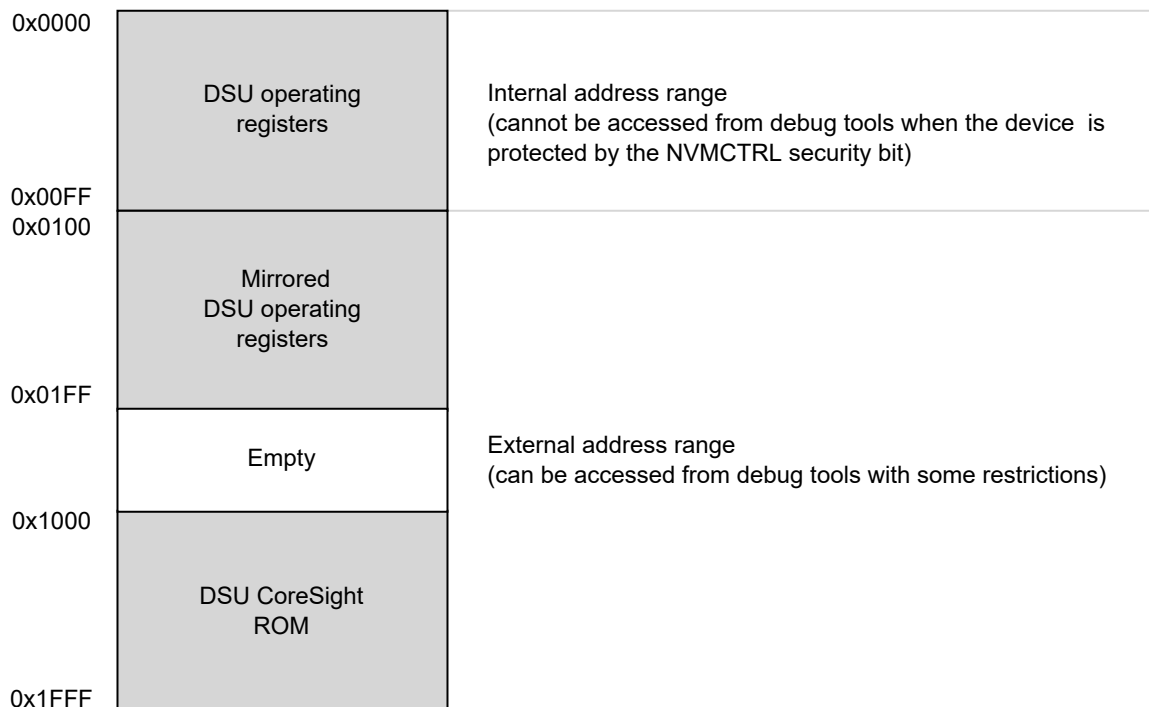 0x0000
DSU operating
registers
Internal address range
(cannot be accessed from debug tools when the device  is
protected by the NVMCTRL security bit)
0x00FF
0x0100
Mirrored
DSU operating
registers
0x01FF
Empty
External address range
(can be accessed from debug tools with some restrictions)
0x1000
DSU CoreSight
ROM
0x1FFF